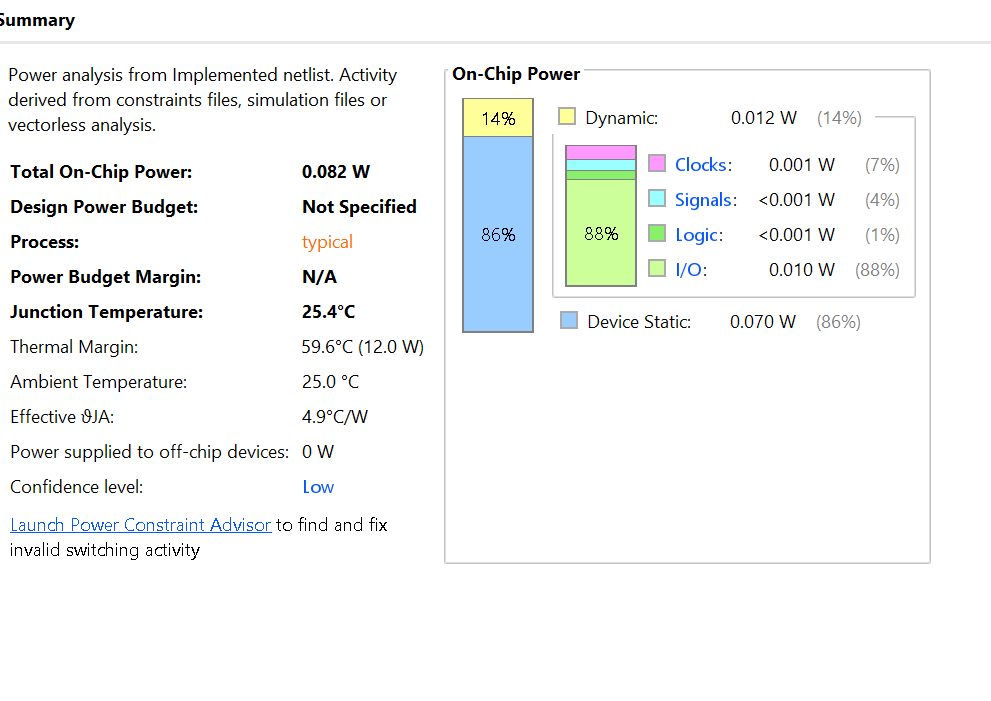 Summary
Power analysis from Implemented netlist. Activity
derived from constraints files, simulation files or
vectorless analysis.
Total On-Chip Power: 0.082 W
Design Power Budget: Not Specified
Process: typical
Power Budget Margin: N/A
Junction Temperature: 25.4°C
Thermal Margin: 59.6°C (12.0 W)
Ambient Temperature: 25.0 °C
Effective ϑJA: 4.9°C/W
Power supplied to off-chip devices: 0 W
Confidence level: Low
Launch Power Constraint Advisor to find and fix
invalid switching activity
On-Chip Power
14%
86%
Dynamic: 0.012 W (14%)
88%
Clocks: 0.001 W (7%)
Signals: <0.001 W (4%)
Logic: <0.001 W (1%)
I/O: 0.010 W (88%)
Device Static: 0.070 W (86%)